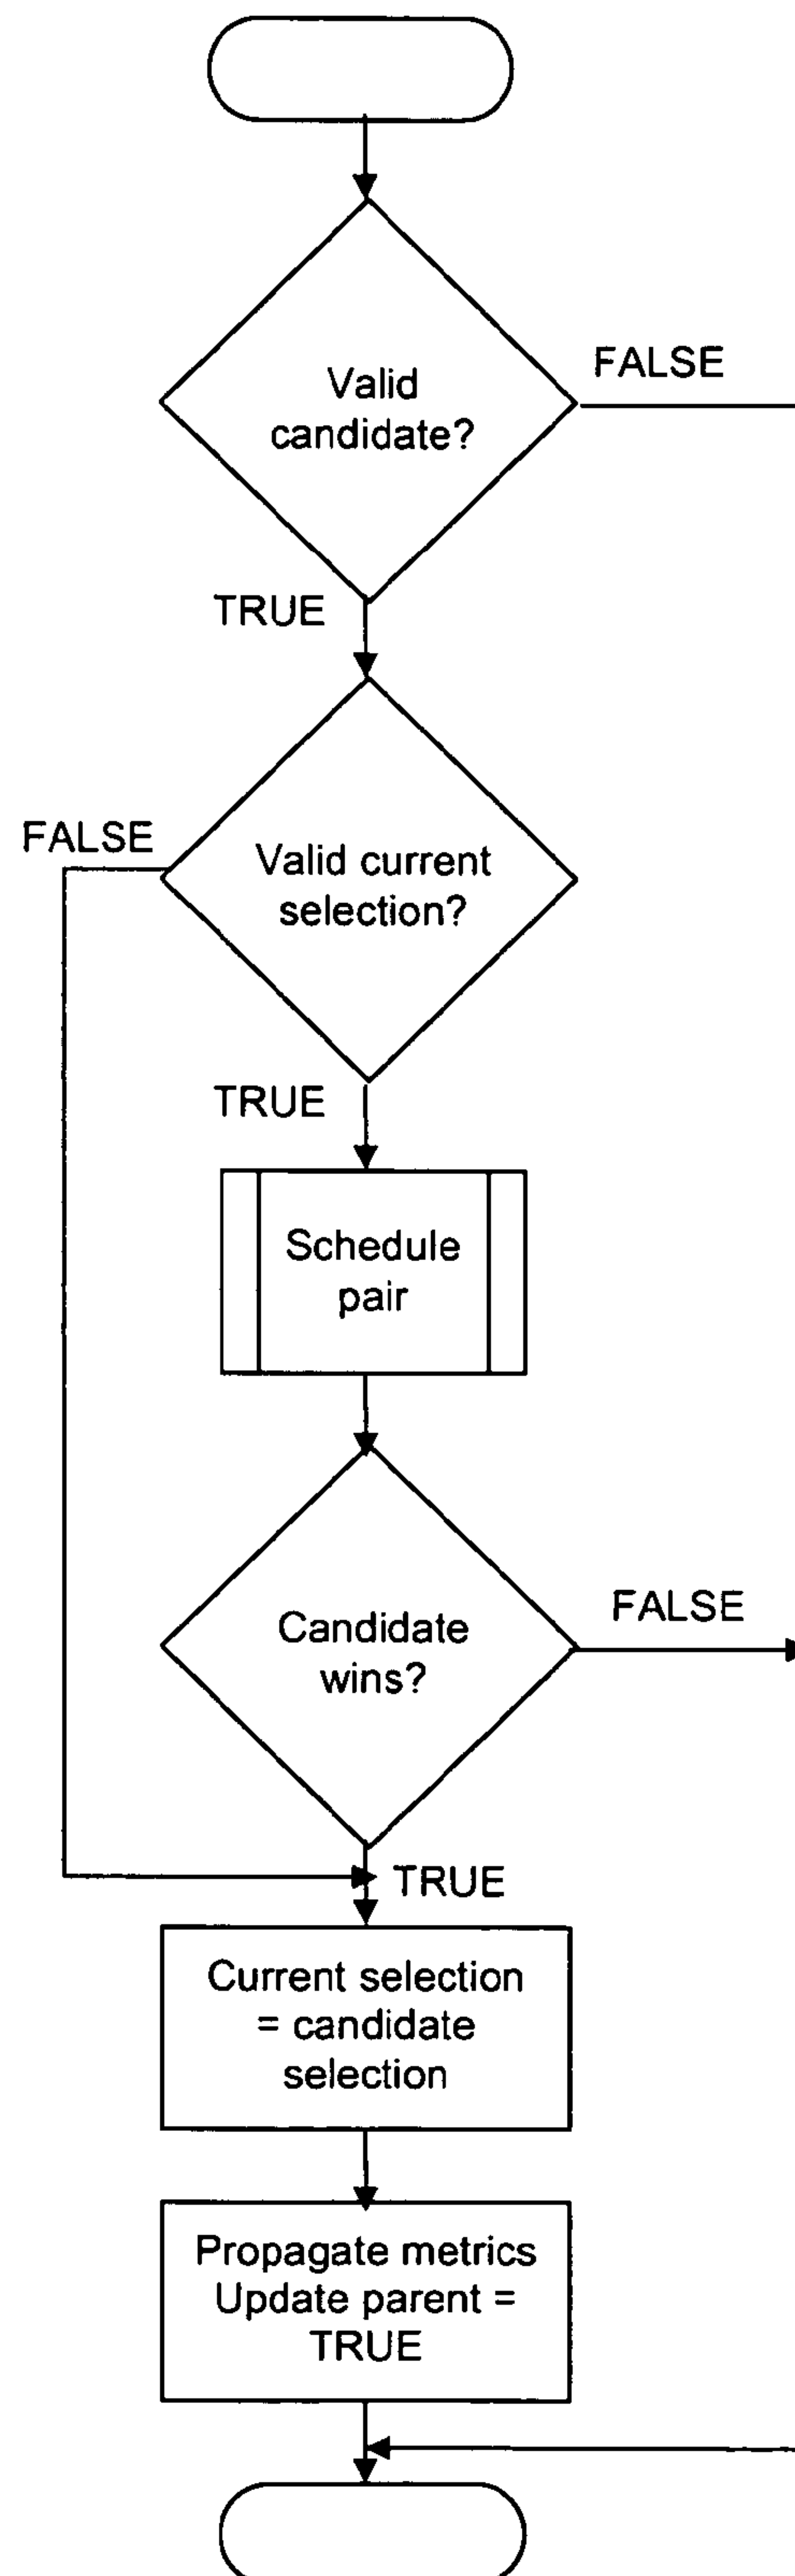 Valid
candidate?
FALSE
TRUE
FALSE
Valid current
selection?
TRUE
Schedule
pair
Candidate
wins?
FALSE
TRUE
Current selection
= candidate
selection
Propagate metrics
Update parent =
TRUE